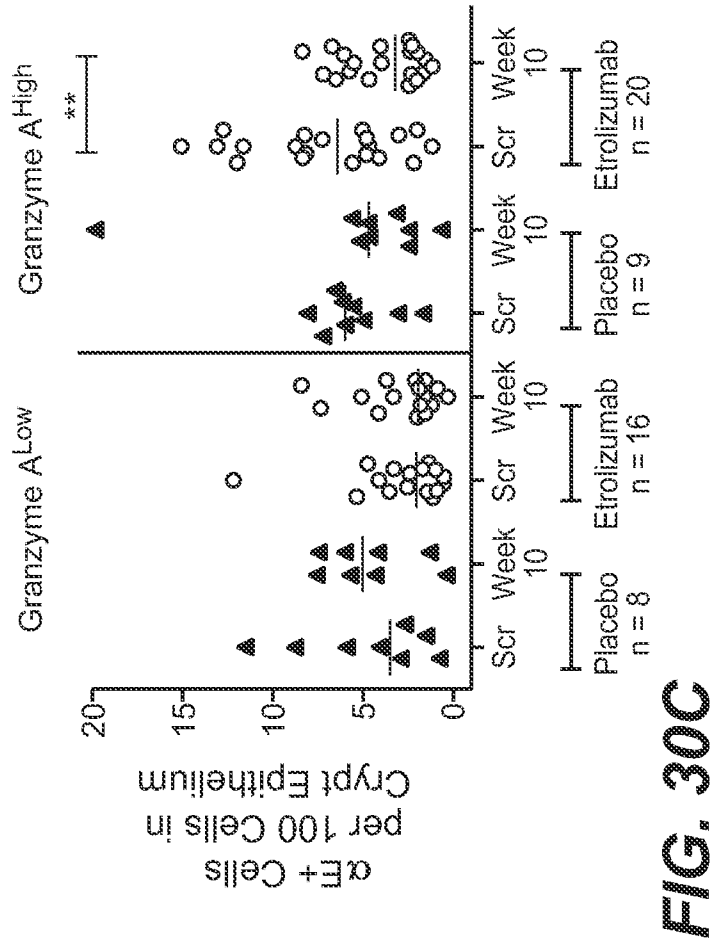 Granzyme A^Low
Granzyme A^High
**
αE+ Cells
per 100 Cells in
Crypt Epithelium
20
15
10
5
0
Scr
Week
10
Scr
Week
10
Scr
Week
10
Scr
Week
10
Placebo
n = 8
Etrolizumab
n = 16
Placebo
n = 9
Etrolizumab
n = 20
FIG. 30C